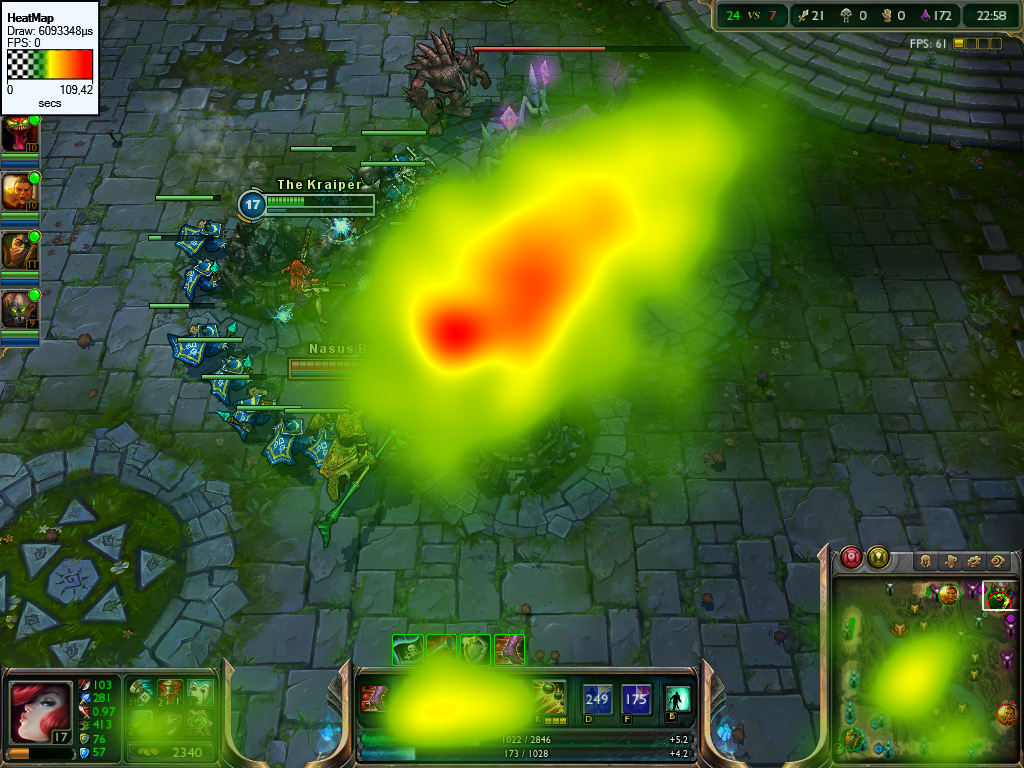 HeatMap
Draw: 6093348µs
FPS: 0
0 109,42
secs
24 VS 7 21 0 0 172 22:58
FPS: 61
The Kraiper
17
Nasus B
103
281
0.97
413
76
57
17
2340
249 175
R D F B
1022 / 2846 +5.2
173 / 1028 +4.2